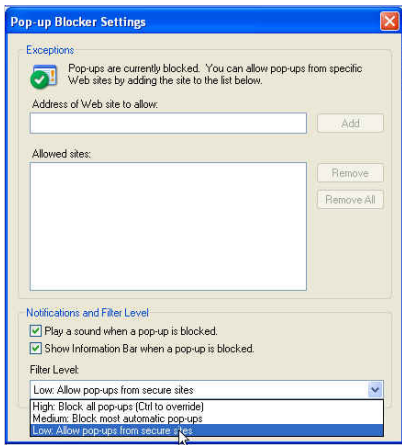 Pop-up Blocker Settings
Exceptions
Pop-ups are currently blocked. You can allow pop-ups from specific
Web sites by adding the site to the list below.
Address of Web site to allow:
Add
Allowed sites:
Remove
Remove All
Notifications and Filter Level
Play a sound when a pop-up is blocked.
Show Information Bar when a pop-up is blocked.
Filter Level:
Low: Allow pop-ups from secure sites
High: Block all pop-ups (Ctrl to override)
Medium: Block most automatic pop-ups
Low: Allow pop-ups from secure sites